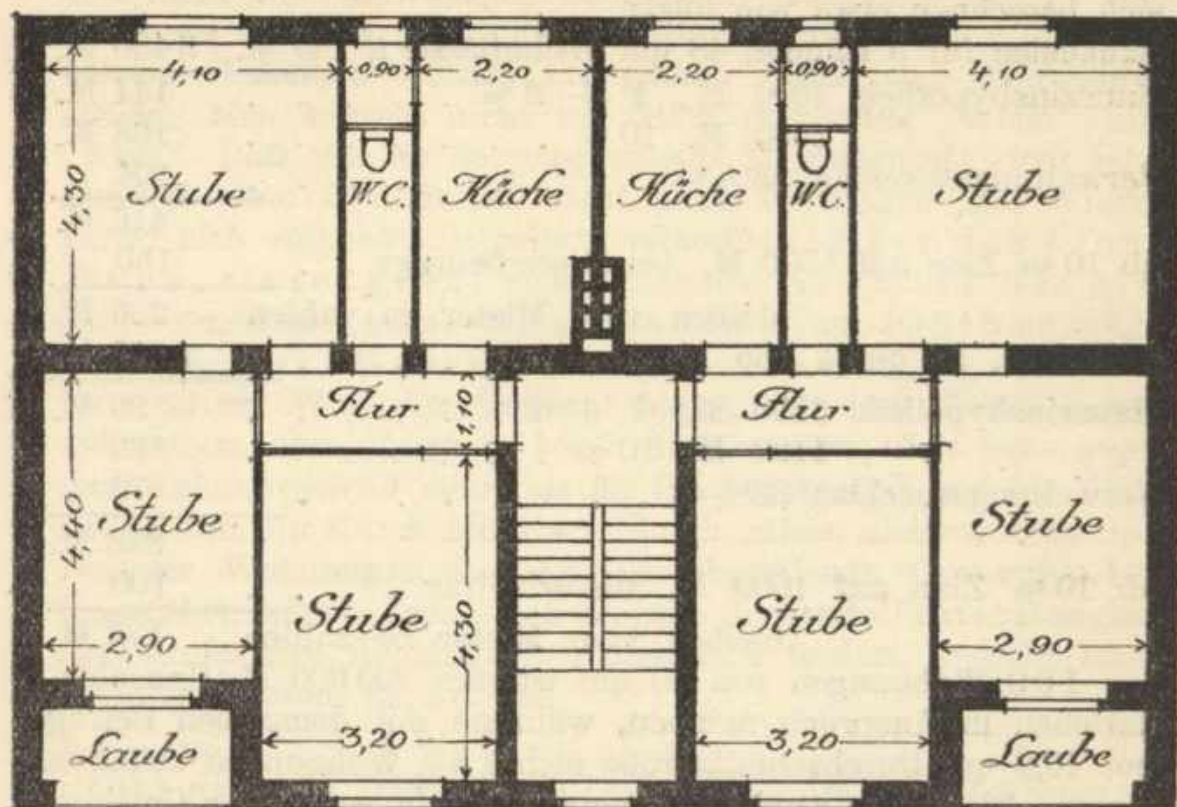 4,10 0,90 2,20 2,20 0,90 4,10
4,30
Stube W.C. Küche Küche W.C. Stube
Flur 1,10 Flur
4,40 Stube Stube
Stube 4,30 Stube
2,90 2,90
3,20 3,20
Laube Laube